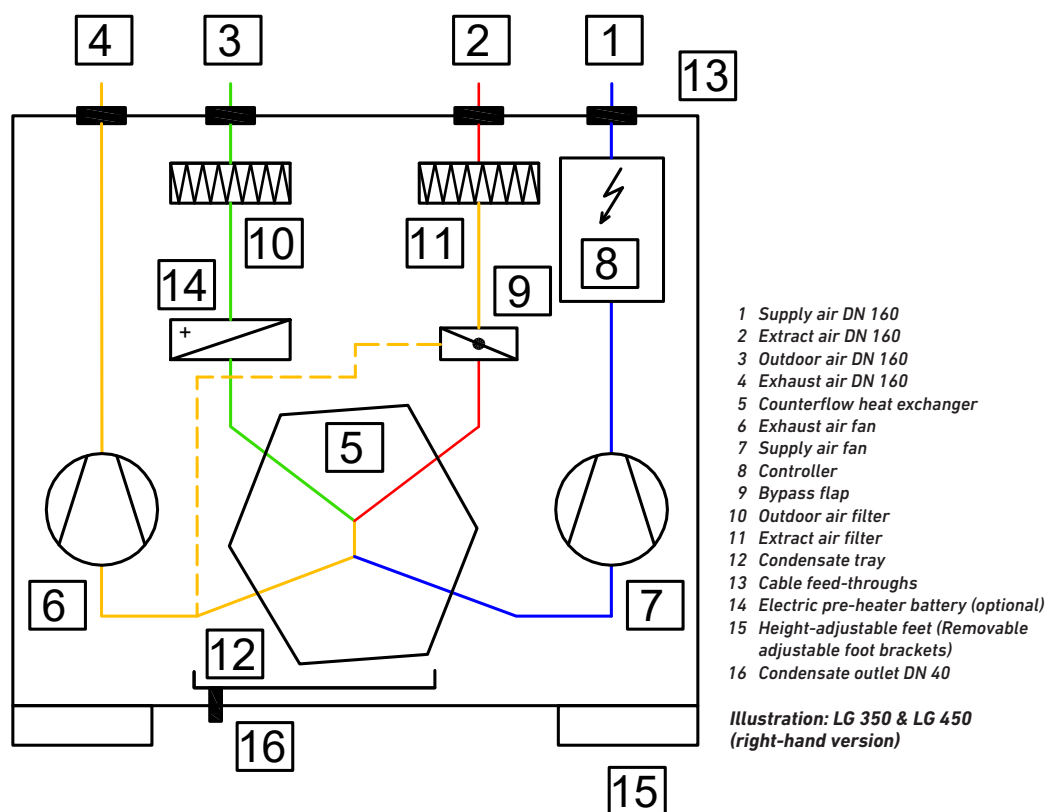 4 3 2 1
13
10 11 8
14 9
5
6 7
12
16
15
+
1 Supply air DN 160
2 Extract air DN 160
3 Outdoor air DN 160
4 Exhaust air DN 160
5 Counterflow heat exchanger
6 Exhaust air fan
7 Supply air fan
8 Controller
9 Bypass flap
10 Outdoor air filter
11 Extract air filter
12 Condensate tray
13 Cable feed-throughs
14 Electric pre-heater battery (optional)
15 Height-adjustable feet (Removable
adjustable foot brackets)
16 Condensate outlet DN 40
Illustration: LG 350 & LG 450
(right-hand version)